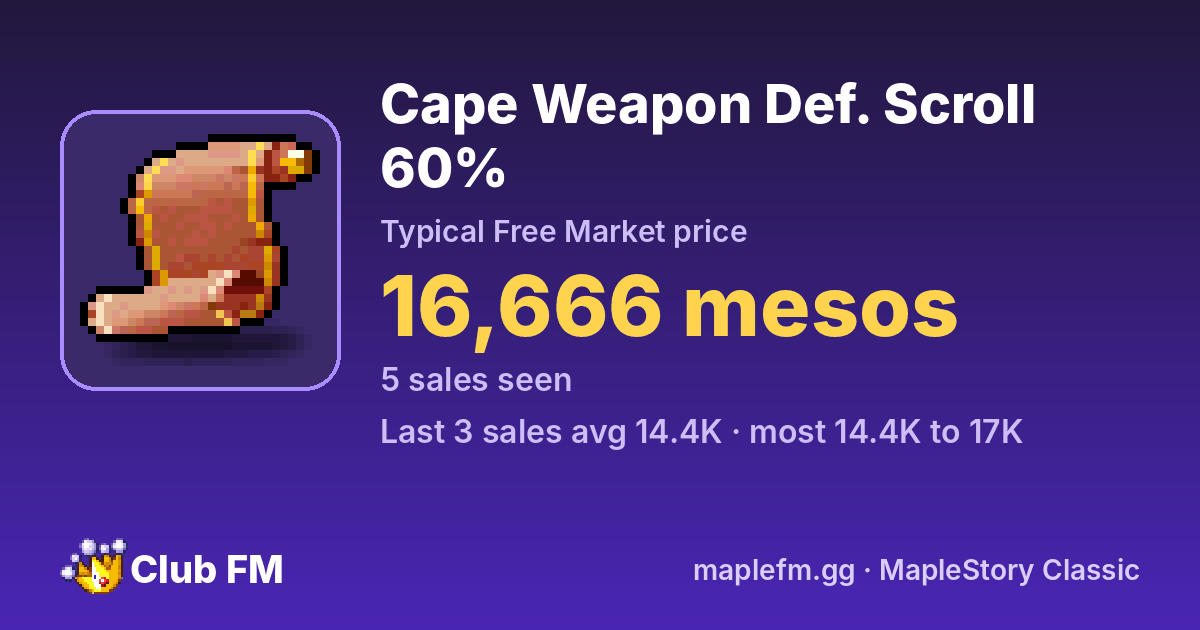 Cape Weapon Def. Scroll
60%
Typical Free Market price
16,666 mesos
5 sales seen
Last 3 sales avg 14.4K · most 14.4K to 17K
Club FM
maplefm.gg · MapleStory Classic